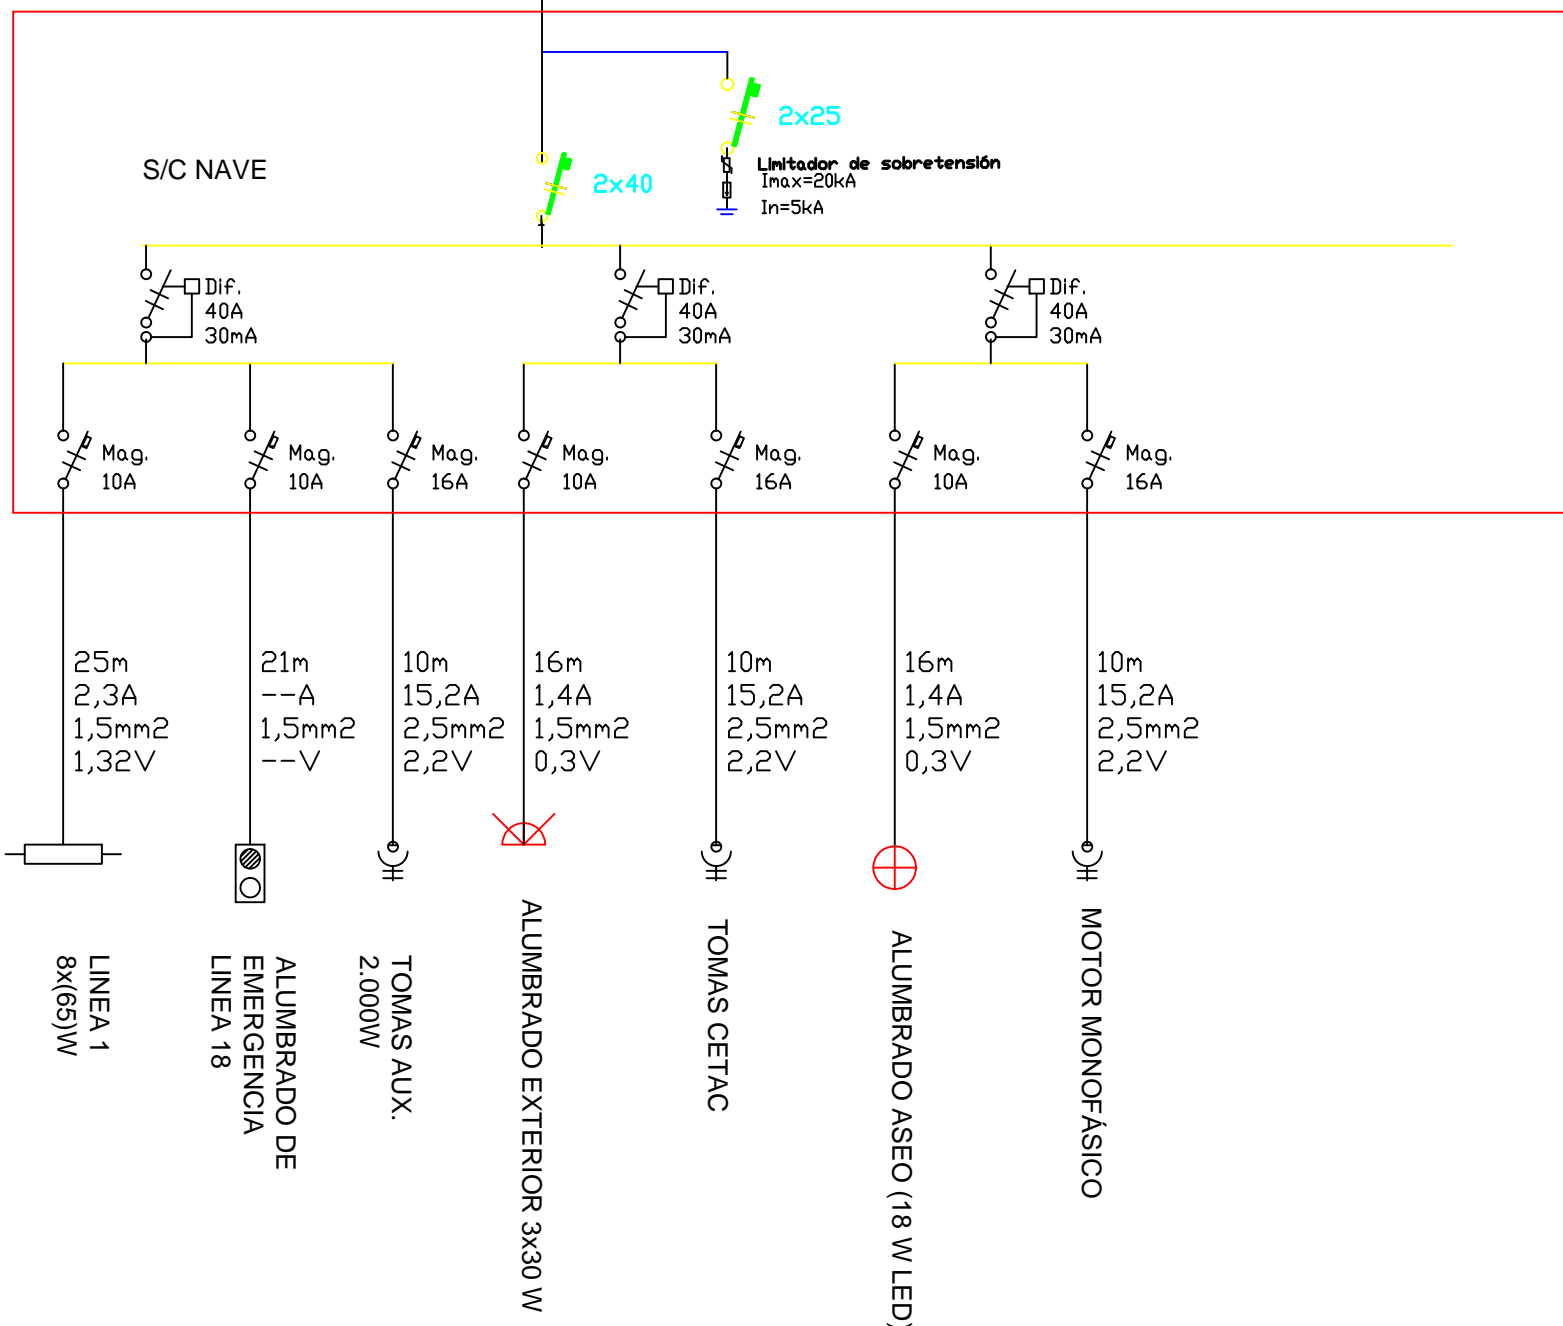 2x25
S/C NAVE
Limitador de sobretensión
2x40
Imax=20kA
In=5kA
Dif.
40A
30mA
Dif.
40A
30mA
Dif.
40A
30mA
Mag.
10A
Mag.
10A
Mag.
16A
Mag.
10A
Mag.
16A
Mag.
10A
Mag.
16A
25m
2,3A
1,5mm2
1,32V
21m
--A
1,5mm2
--V
10m
15,2A
2,5mm2
2,2V
16m
1,4A
1,5mm2
0,3V
10m
15,2A
2,5mm2
2,2V
16m
1,4A
1,5mm2
0,3V
10m
15,2A
2,5mm2
2,2V
LINEA 1
8x(65)W
ALUMBRADO DE
EMERGENCIA
LINEA 18
TOMAS AUX.
2.000W
ALUMBRADO EXTERIOR 3x30 W
TOMAS CETAC
ALUMBRADO ASEO (18 W LED)
MOTOR MONOFÁSICO